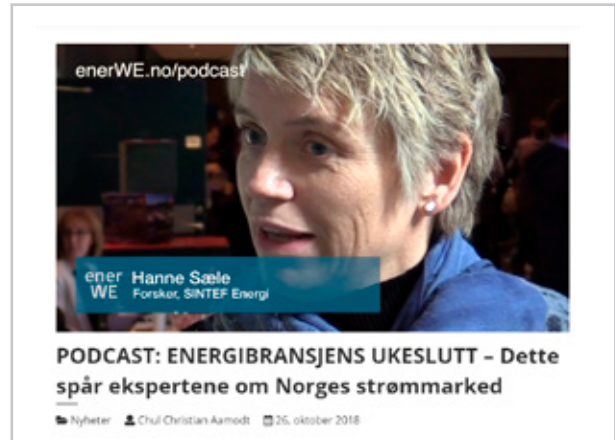 enerWE.no/podcast
ener
WE
Hanne Sæle
Forsker, SINTEF Energi
PODCAST: ENERGIBRANSJENS UKESLUTT – Dette
spår ekspertene om Norges strømmarked
Nyheter Chul Christian Aamodt 26. oktober 2018